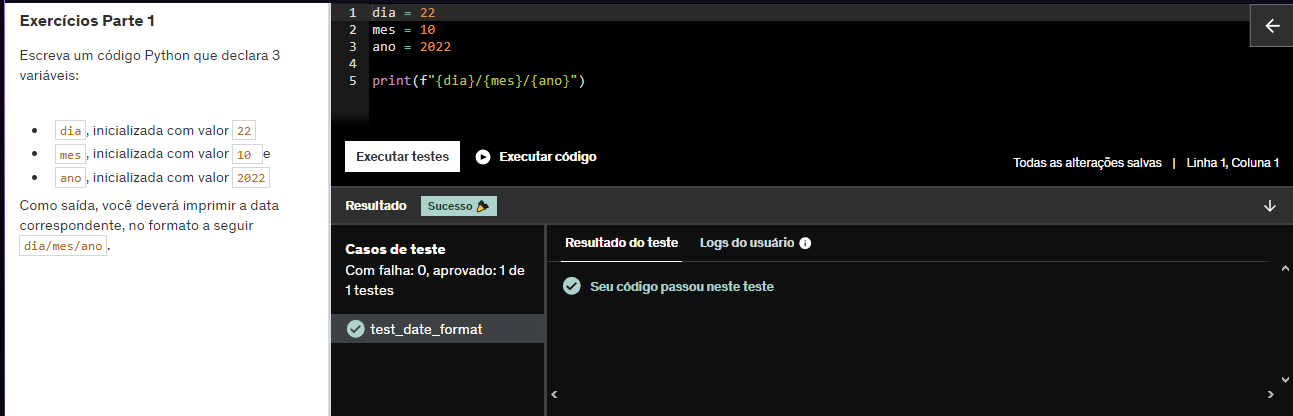 Exercícios Parte 1
Escreva um código Python que declara 3
variáveis:
• dia, inicializada com valor 22
• mes, inicializada com valor 10 e
• ano, inicializada com valor 2022
Como saída, você deverá imprimir a data
correspondente, no formato a seguir
dia/mes/ano.
1 dia = 22
2 mes = 10
3 ano = 2022
4
5 print(f"{dia}/{mes}/{ano}")
Executar testes
Executar código
Todas as alterações salvas | Linha 1, Coluna 1
Resultado
Sucesso 🎉
Casos de teste
Com falha: 0, aprovado: 1 de
1 testes
test_date_format
Resultado do teste
Logs do usuário
Seu código passou neste teste